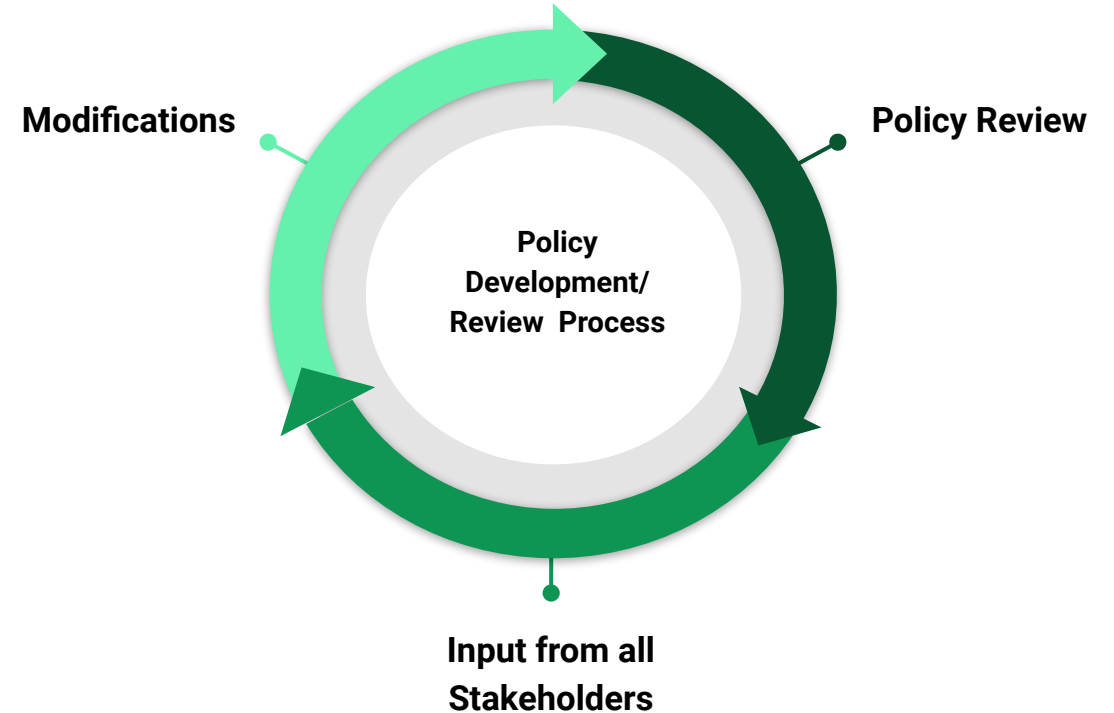 Modifications
Policy Review
Policy
Development/
Review  Process
Input from all
Stakeholders